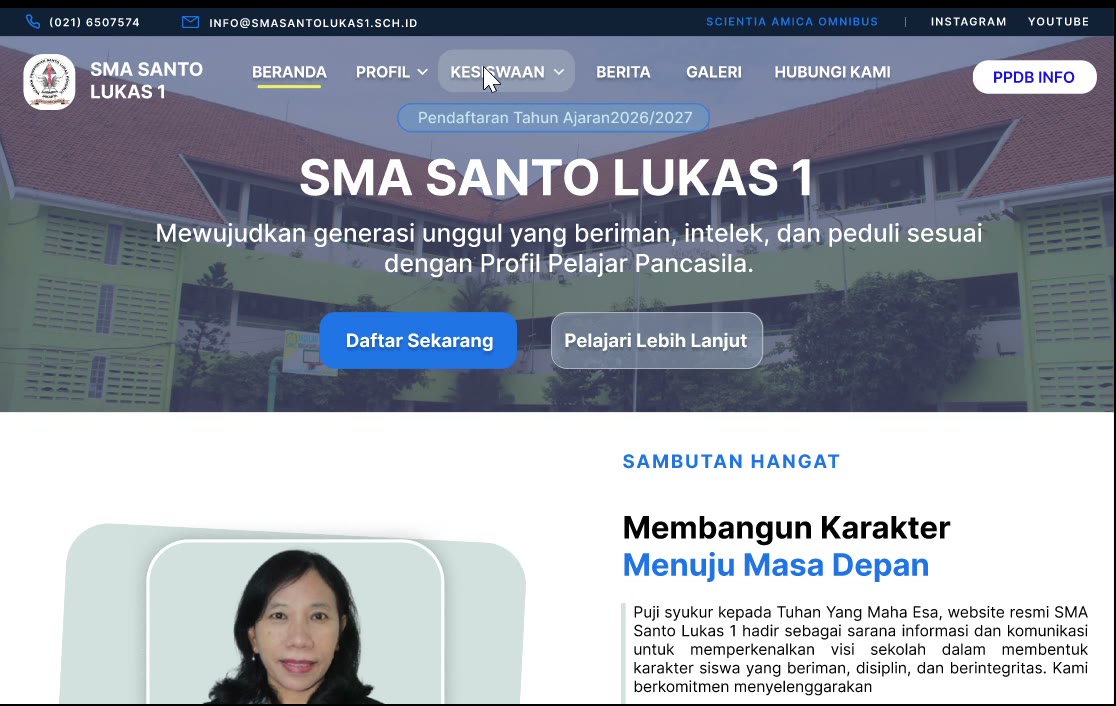 (021) 6507574
INFO@SMASANTOLUKAS1.SCH.ID
SCIENTIA AMICA OMNIBUS | INSTAGRAM YOUTUBE
SMA SANTO
LUKAS 1
BERANDA PROFIL KESISWAAN BERITA GALERI HUBUNGI KAMI
PPDB INFO
Pendaftaran Tahun Ajaran2026/2027
SMA SANTO LUKAS 1
Mewujudkan generasi unggul yang beriman, intelek, dan peduli sesuai
dengan Profil Pelajar Pancasila.
Daftar Sekarang
Pelajari Lebih Lanjut
SAMBUTAN HANGAT
Membangun Karakter
Menuju Masa Depan
Puji syukur kepada Tuhan Yang Maha Esa, website resmi SMA
Santo Lukas 1 hadir sebagai sarana informasi dan komunikasi
untuk memperkenalkan visi sekolah dalam membentuk
karakter siswa yang beriman, disiplin, dan berintegritas. Kami
berkomitmen menyelenggarakan